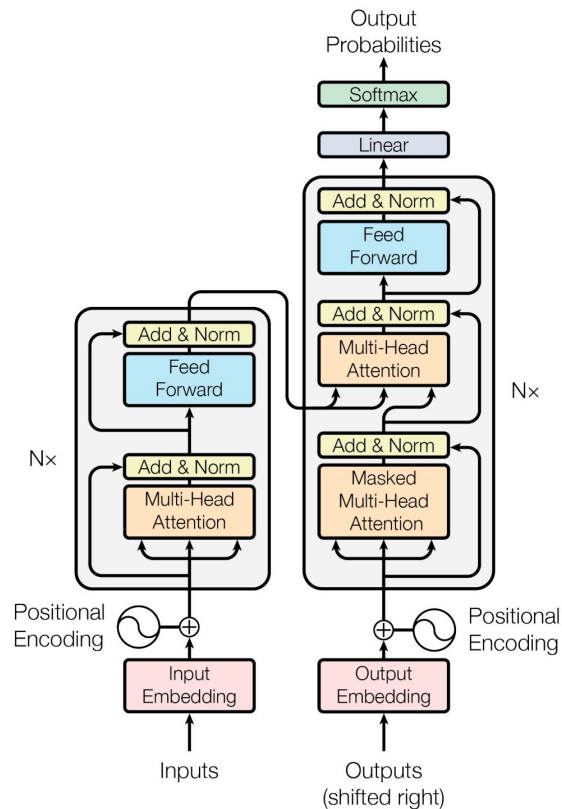 Output
Probabilities
Softmax
Linear
Add & Norm
Feed
Forward
Add & Norm
Multi-Head
Attention
Add & Norm
Masked
Multi-Head
Attention
N×
Add & Norm
Feed
Forward
Add & Norm
Multi-Head
Attention
N×
Positional
Encoding
Positional
Encoding
Input
Embedding
Output
Embedding
Inputs
Outputs
(shifted right)